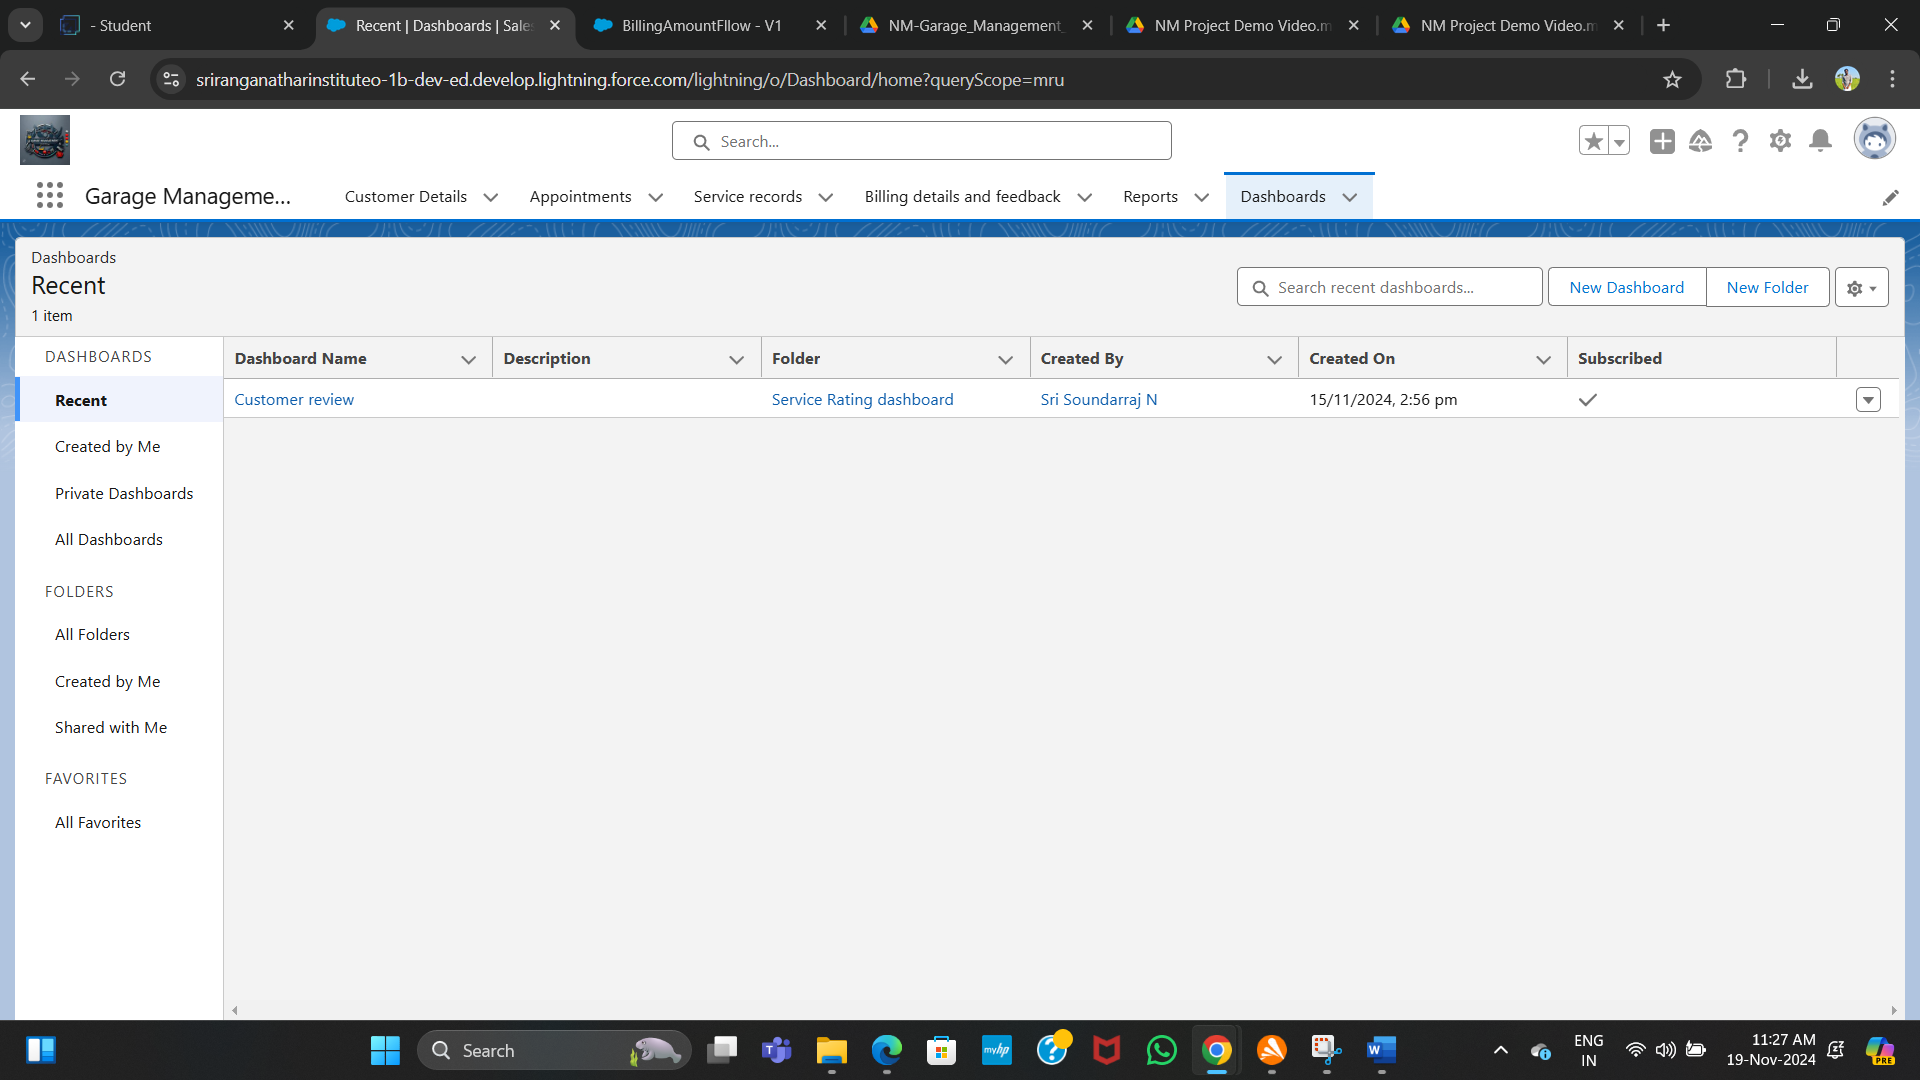 - Student
Recent | Dashboards | Sales
BillingAmountFllow - V1
NM-Garage_Management_
NM Project Demo Video.m
NM Project Demo Video.m
sriranganatharinstituteo-1b-dev-ed.develop.lightning.force.com/lightning/o/Dashboard/home?queryScope=mru
Search...
Garage Manageme...
Customer Details
Appointments
Service records
Billing details and feedback
Reports
Dashboards
Dashboards
Recent
1 item
Search recent dashboards...
New Dashboard
New Folder
DASHBOARDS
Recent
Created by Me
Private Dashboards
All Dashboards
FOLDERS
All Folders
Created by Me
Shared with Me
FAVORITES
All Favorites
Dashboard Name Description Folder Created By Created On Subscribed
Customer review Service Rating dashboard Sri Soundarraj N 15/11/2024, 2:56 pm
Search
myhp
ENG
IN
11:27 AM
19-Nov-2024
PRE